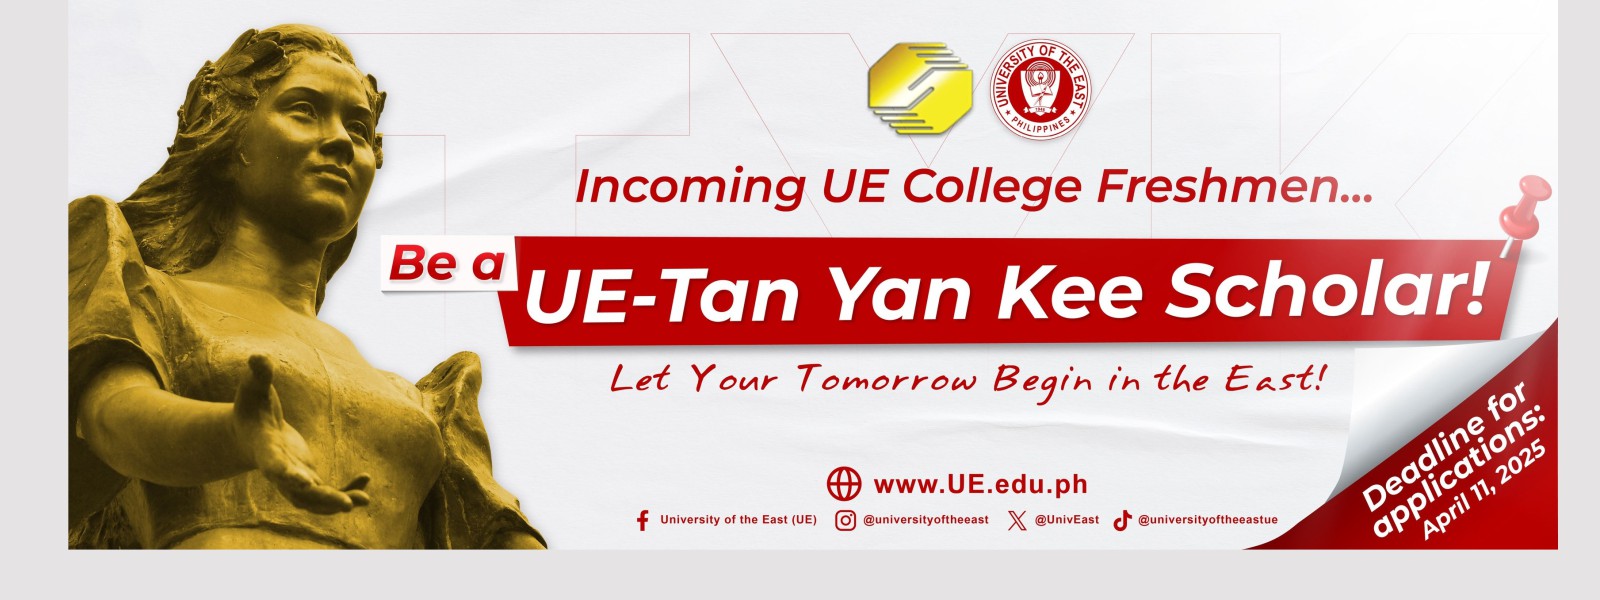 TYK
UNIVERSITY OF THE EAST
1946
★ PHILIPPINES ★
Incoming UE College Freshmen...
Be a
UE-Tan Yan Kee Scholar!
Let Your Tomorrow Begin in the East!
www.UE.edu.ph
University of the East (UE) @universityoftheeast @UnivEast @universityoftheeastue
Deadline for
applications:
April 11, 2025